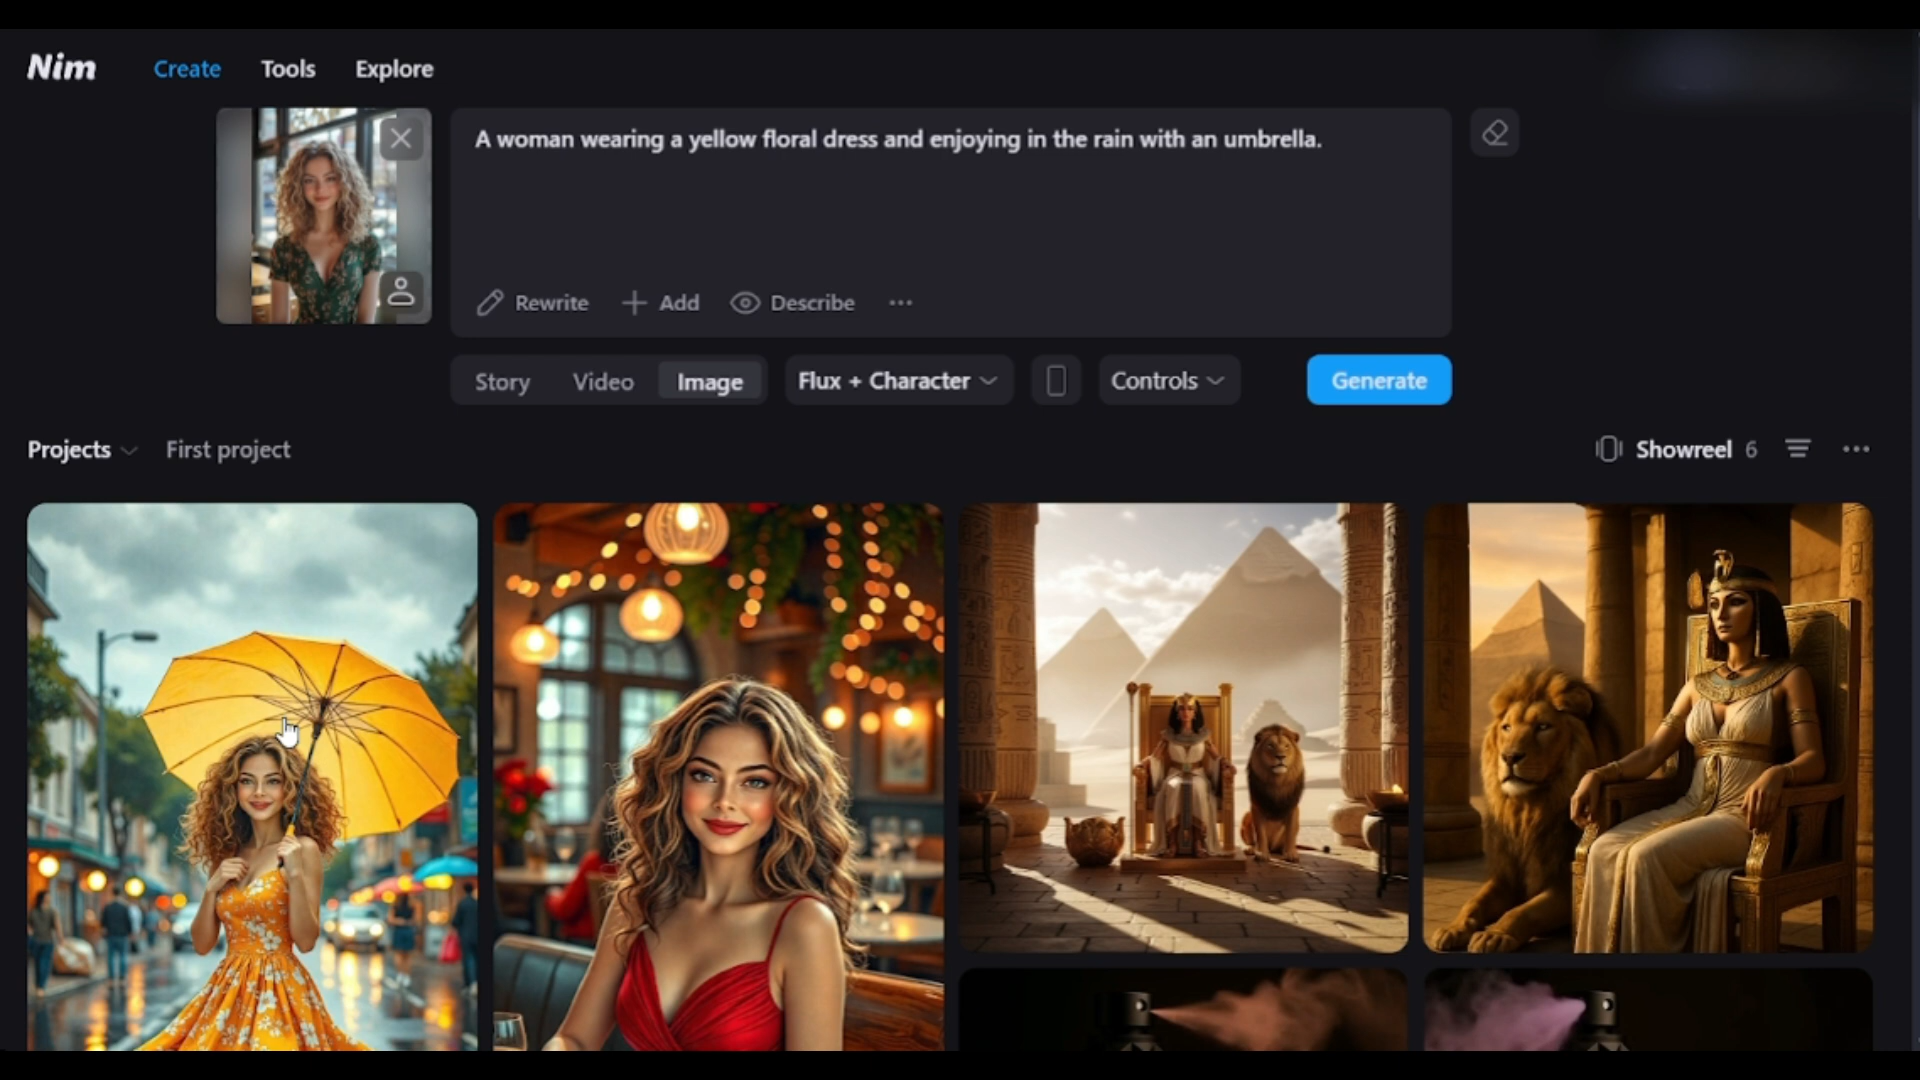 Nim Create Tools Explore
A woman wearing a yellow floral dress and enjoying in the rain with an umbrella.
Rewrite Add Describe
Story Video Image Flux + Character Controls Generate
Projects First project Showreel 6